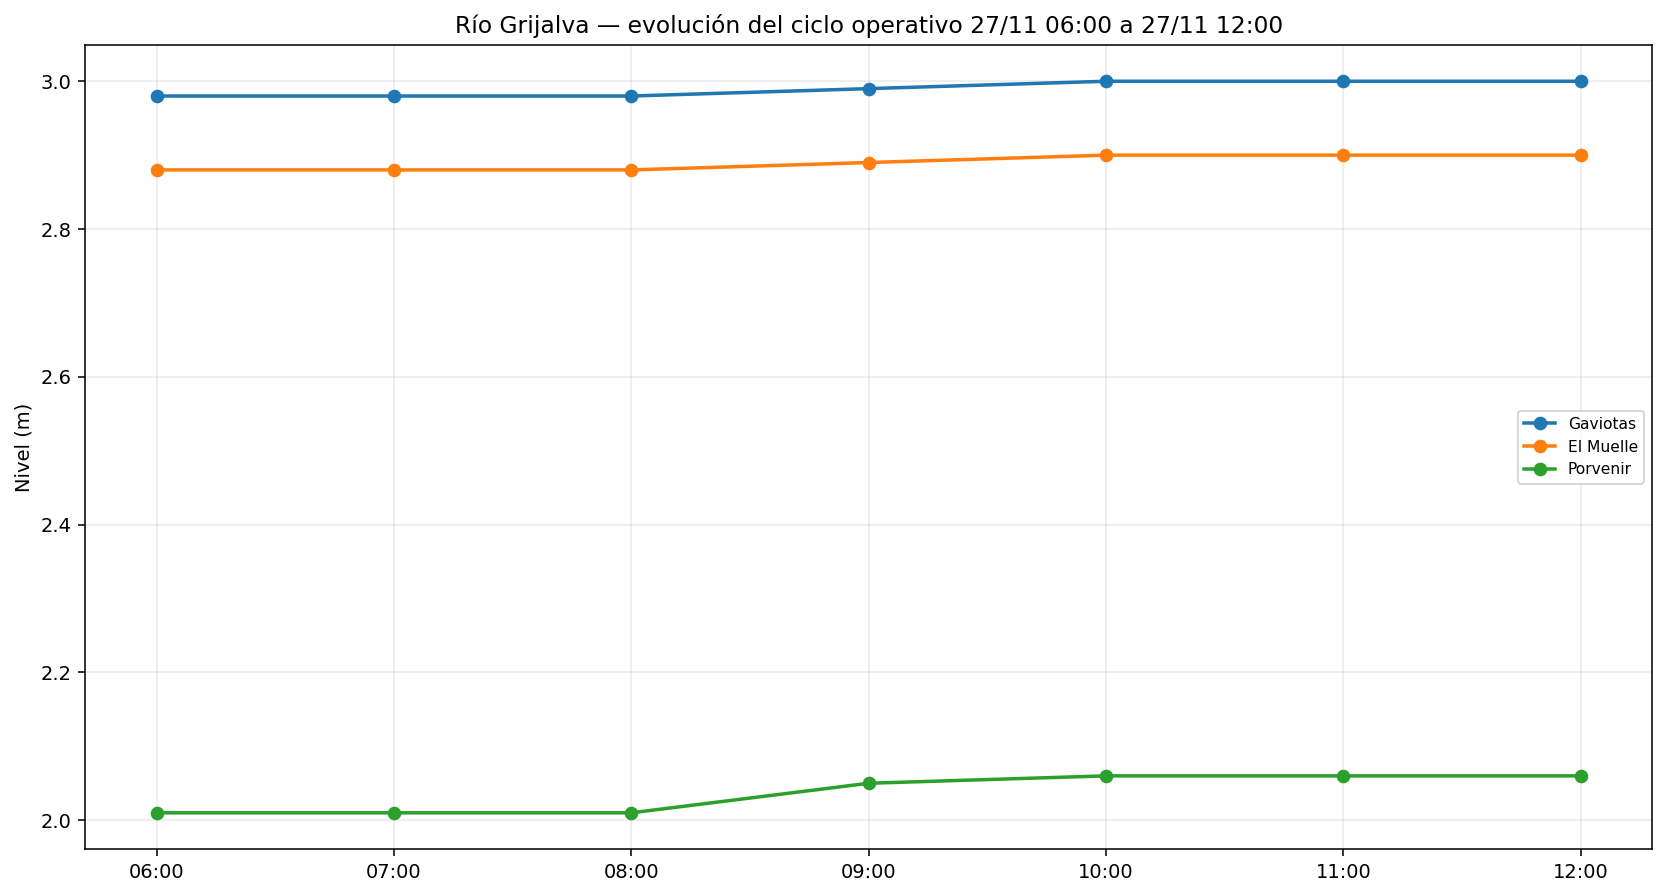 Río Grijalva — evolución del ciclo operativo 27/11 06:00 a 27/11 12:00
Nivel (m)
3.0
2.8
2.6
2.4
2.2
2.0
Gaviotas
El Muelle
Porvenir
06:00 07:00 08:00 09:00 10:00 11:00 12:00